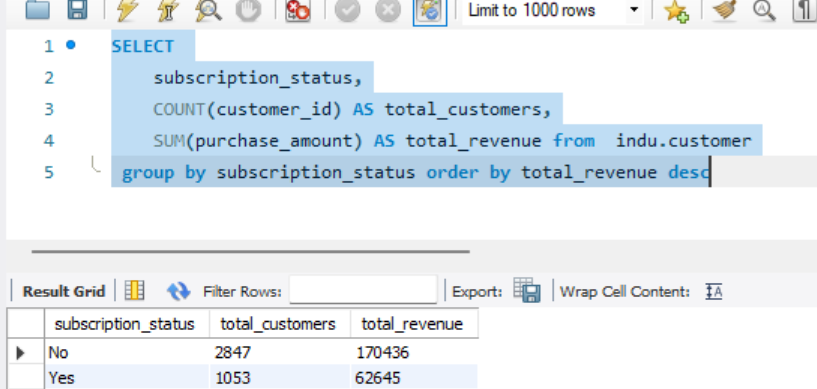 Limit to 1000 rows
1 SELECT
2 subscription_status,
3 COUNT(customer_id) AS total_customers,
4 SUM(purchase_amount) AS total_revenue from  indu.customer
5 group by subscription_status order by total_revenue desc
Result Grid Filter Rows: Export: Wrap Cell Content: IA
subscription_status total_customers total_revenue
No 2847 170436
Yes 1053 62645